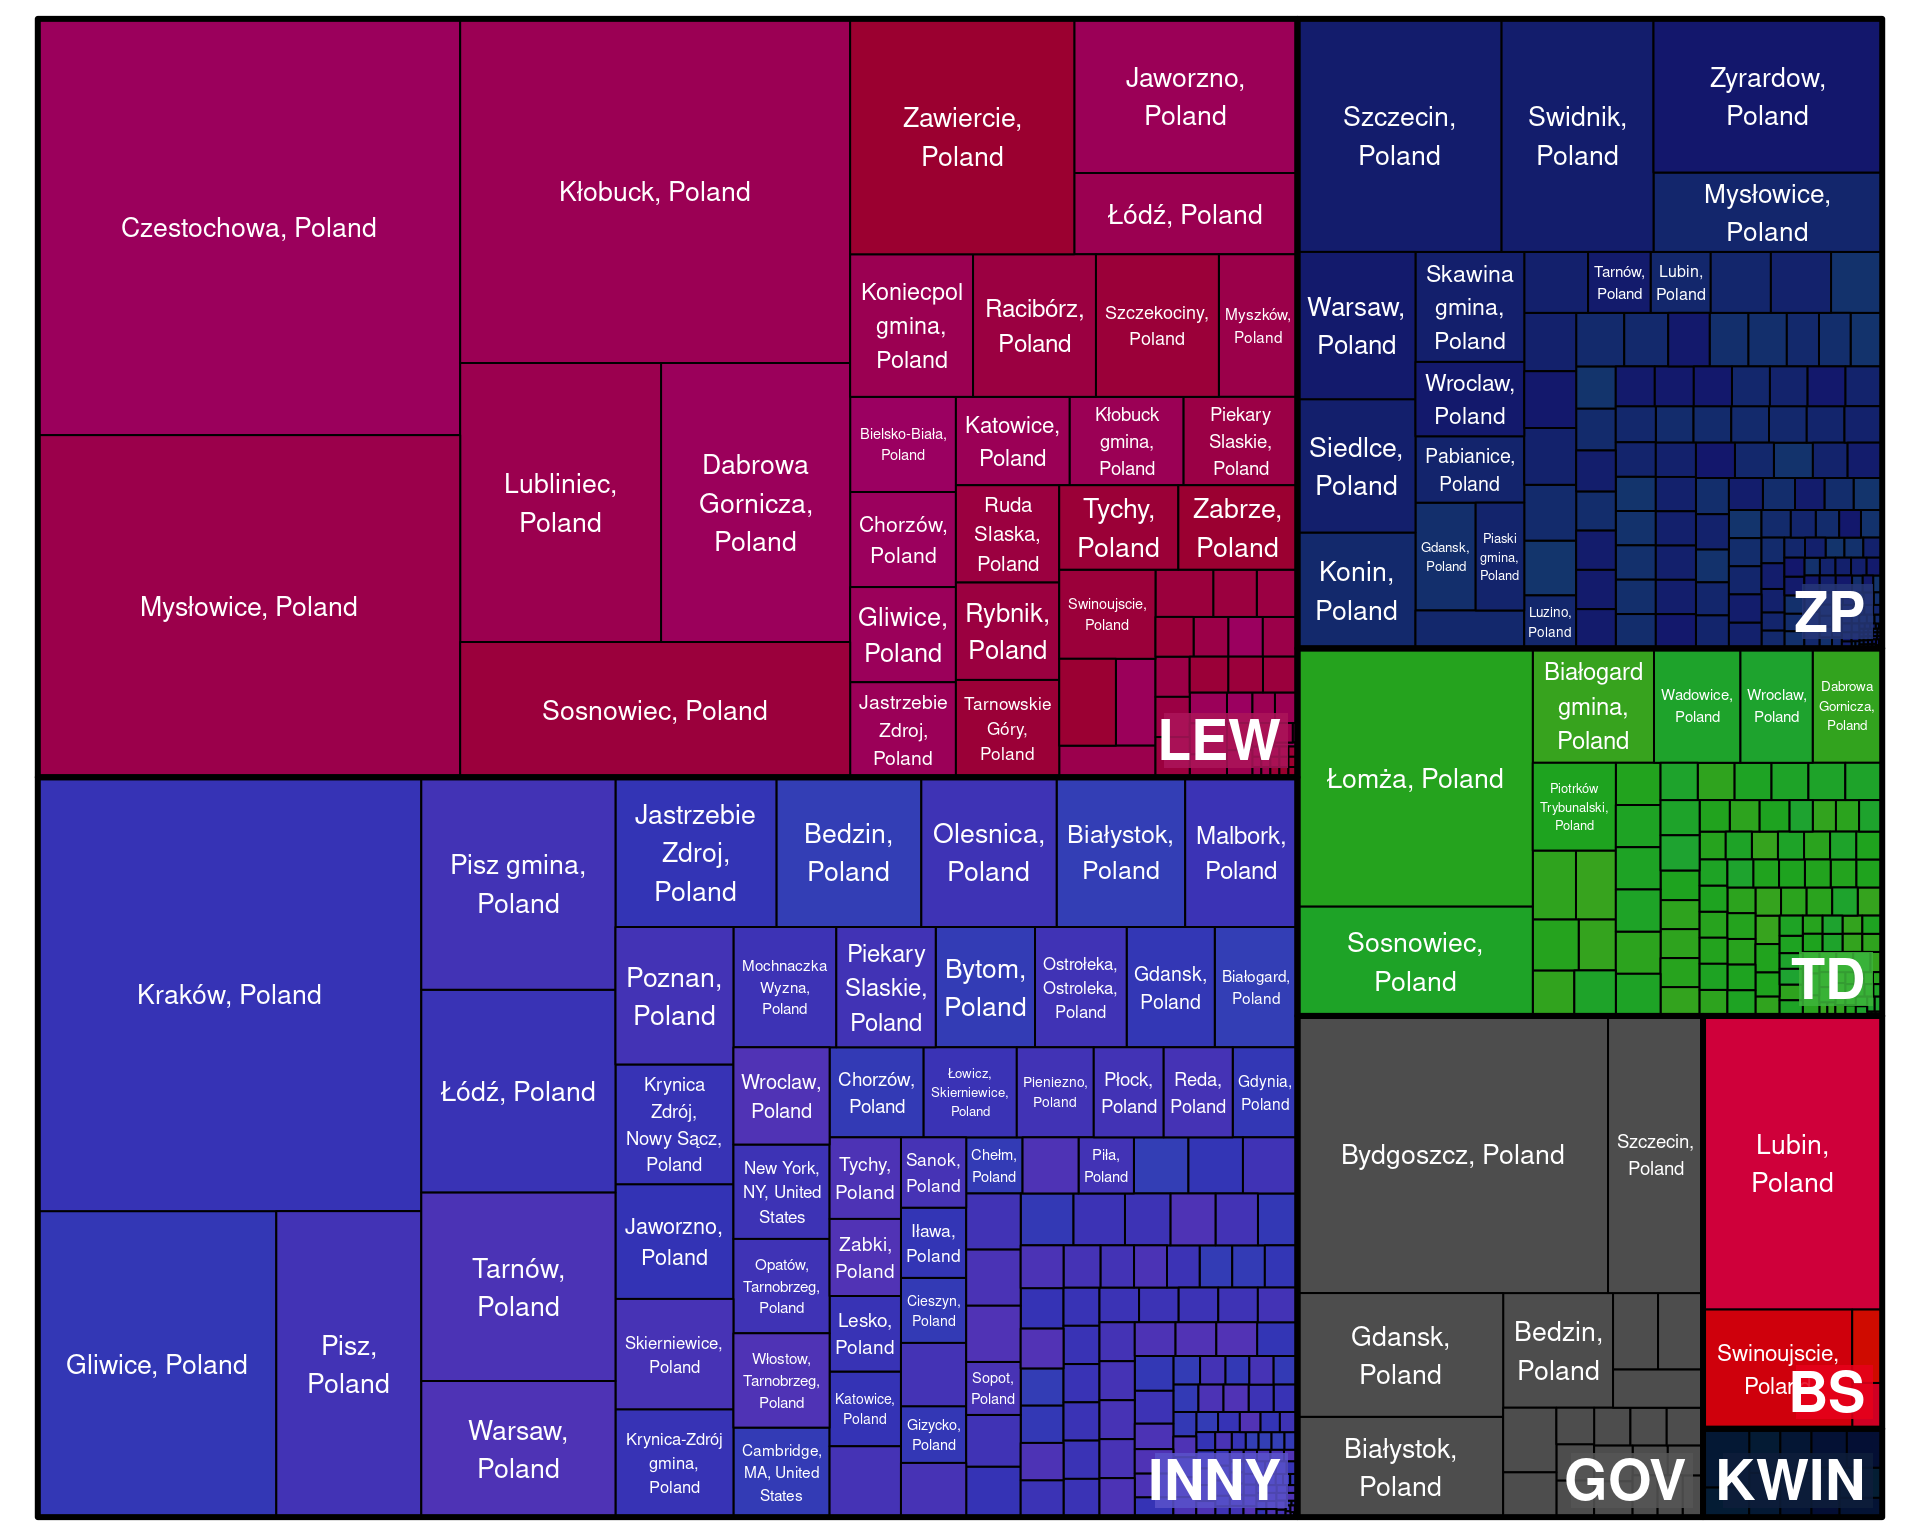 Czestochowa, Poland
Mysłowice, Poland
Kłobuck, Poland
Lubliniec,
Poland
Dabrowa
Gornicza,
Poland
Sosnowiec, Poland
Zawiercie,
Poland
Jaworzno,
Poland
Łódź, Poland
Koniecpol
gmina,
Poland
Racibórz,
Poland
Szczekociny,
Poland
Myszków,
Poland
Bielsko-Biała,
Poland
Chorzów,
Poland
Gliwice,
Poland
Jastrzebie
Zdroj,
Poland
Katowice,
Poland
Kłobuck
gmina,
Poland
Piekary
Slaskie,
Poland
Ruda
Slaska,
Poland
Rybnik,
Poland
Tarnowskie
Góry,
Poland
Tychy,
Poland
Zabrze,
Poland
Swinoujscie,
Poland
LEW
Szczecin,
Poland
Swidnik,
Poland
Zyrardow,
Poland
Mysłowice,
Poland
Warsaw,
Poland
Siedlce,
Poland
Konin,
Poland
Skawina
gmina,
Poland
Wroclaw,
Poland
Pabianice,
Poland
Gdansk,
Poland
Piaski
gmina,
Poland
Tarnów,
Poland
Lubin,
Poland
Luzino,
Poland
ZP
Łomża, Poland
Sosnowiec,
Poland
Białogard
gmina,
Poland
Wadowice,
Poland
Wroclaw,
Poland
Dabrowa
Gornicza,
Poland
Piotrków
Trybunalski,
Poland
TD
Kraków, Poland
Gliwice, Poland
Pisz,
Poland
Pisz gmina,
Poland
Łódź, Poland
Tarnów,
Poland
Warsaw,
Poland
Jastrzebie
Zdroj,
Poland
Bedzin,
Poland
Olesnica,
Poland
Białystok,
Poland
Malbork,
Poland
Poznan,
Poland
Krynica
Zdrój,
Nowy Sącz,
Poland
Jaworzno,
Poland
Skierniewice,
Poland
Krynica-Zdrój
gmina,
Poland
Mochnaczka
Wyzna,
Poland
Piekary
Slaskie,
Poland
Bytom,
Poland
Ostrołeka,
Ostroleka,
Poland
Gdansk,
Poland
Białogard,
Poland
Wroclaw,
Poland
New York,
NY, United
States
Opatów,
Tarnobrzeg,
Poland
Włostow,
Tarnobrzeg,
Poland
Cambridge,
MA, United
States
Chorzów,
Poland
Łowicz,
Skierniewice,
Poland
Pieniezno,
Poland
Płock,
Poland
Reda,
Poland
Gdynia,
Poland
Tychy,
Poland
Zabki,
Poland
Lesko,
Poland
Katowice,
Poland
Sanok,
Poland
Iława,
Poland
Cieszyn,
Poland
Gizycko,
Poland
Chełm,
Poland
Piła,
Poland
Sopot,
Poland
INNY
Bydgoszcz, Poland
Szczecin,
Poland
Gdansk,
Poland
Białystok,
Poland
Bedzin,
Poland
GOV
Lubin,
Poland
Swinoujscie,
Poland
BS
KWIN